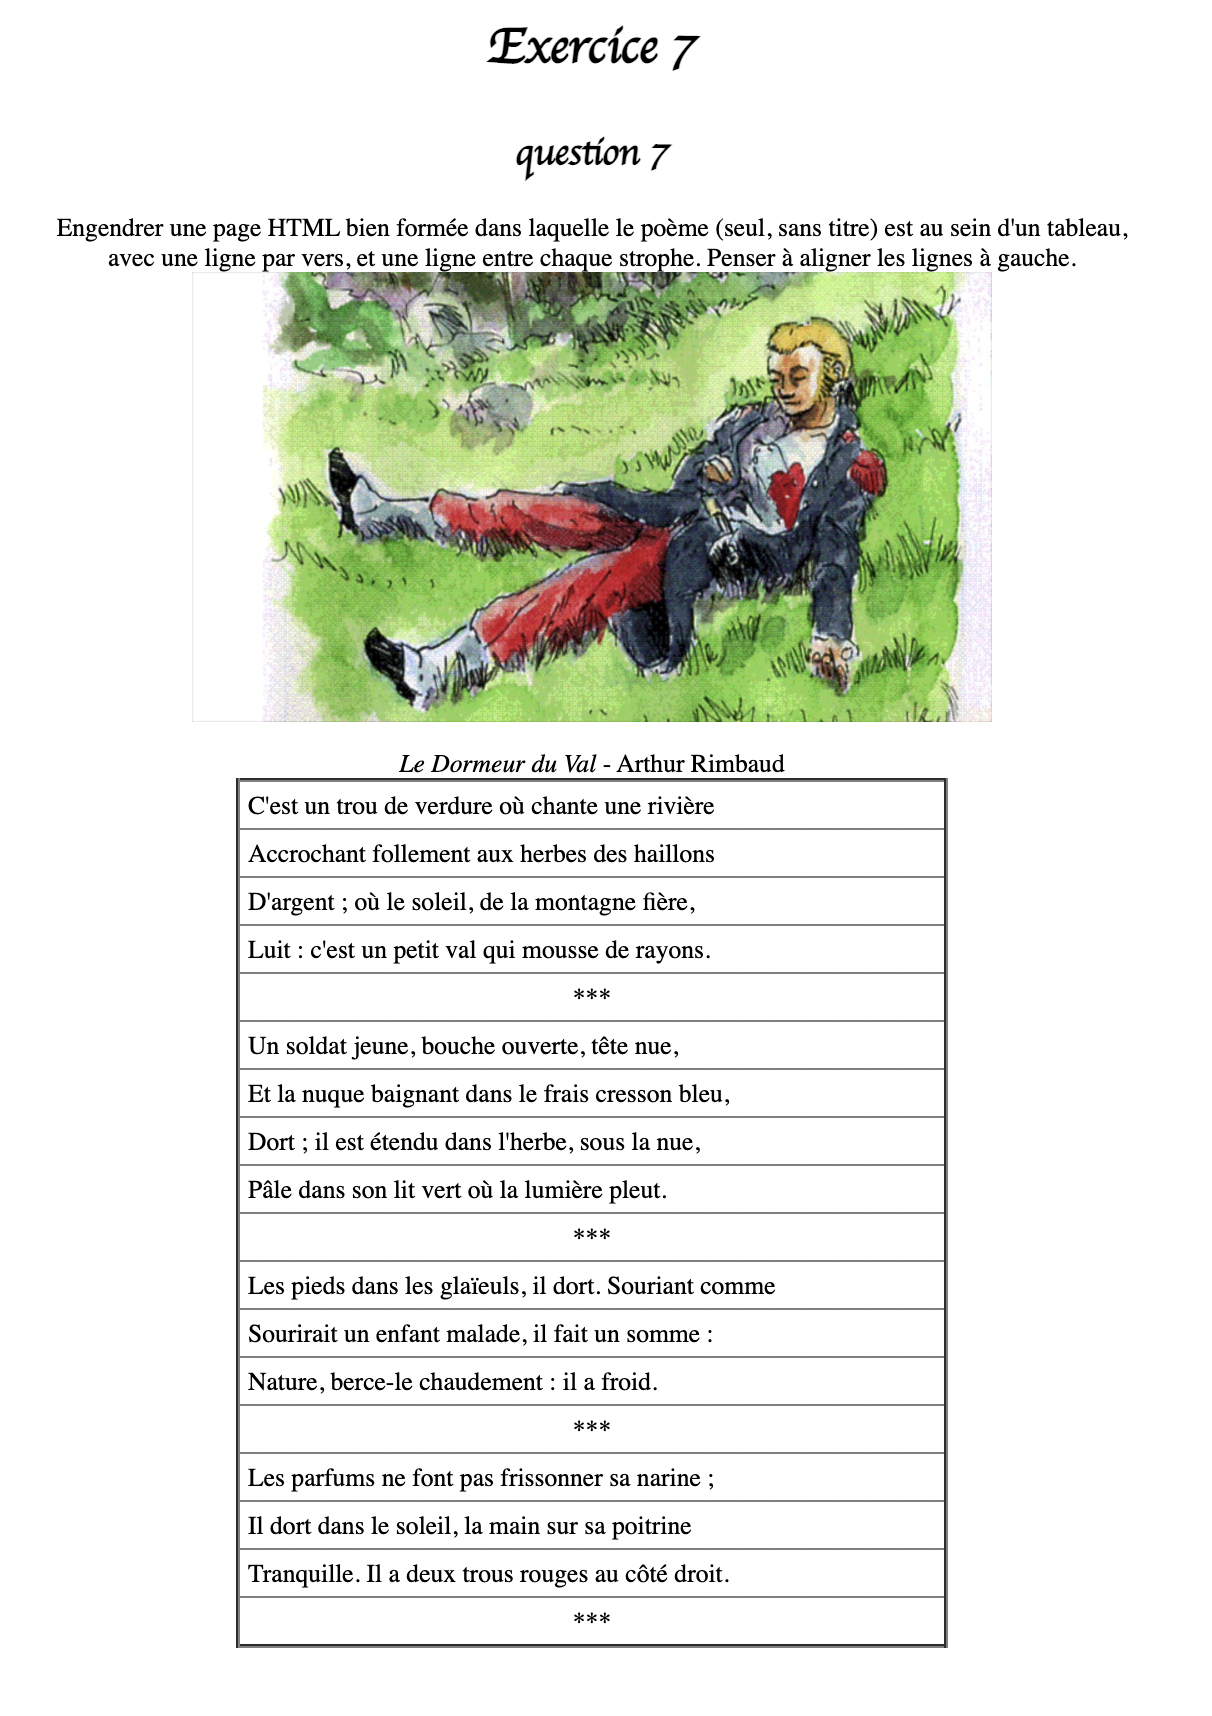 Exercice 7
question 7
Engendrer une page HTML bien formée dans laquelle le poème (seul, sans titre) est au sein d'un tableau,
avec une ligne par vers, et une ligne entre chaque strophe. Penser à aligner les lignes à gauche.
Le Dormeur du Val - Arthur Rimbaud
C'est un trou de verdure où chante une rivière
Accrochant follement aux herbes des haillons
D'argent ; où le soleil, de la montagne fière,
Luit : c'est un petit val qui mousse de rayons.
***
Un soldat jeune, bouche ouverte, tête nue,
Et la nuque baignant dans le frais cresson bleu,
Dort ; il est étendu dans l'herbe, sous la nue,
Pâle dans son lit vert où la lumière pleut.
***
Les pieds dans les glaïeuls, il dort. Souriant comme
Sourirait un enfant malade, il fait un somme :
Nature, berce-le chaudement : il a froid.
***
Les parfums ne font pas frissonner sa narine ;
Il dort dans le soleil, la main sur sa poitrine
Tranquille. Il a deux trous rouges au côté droit.
***